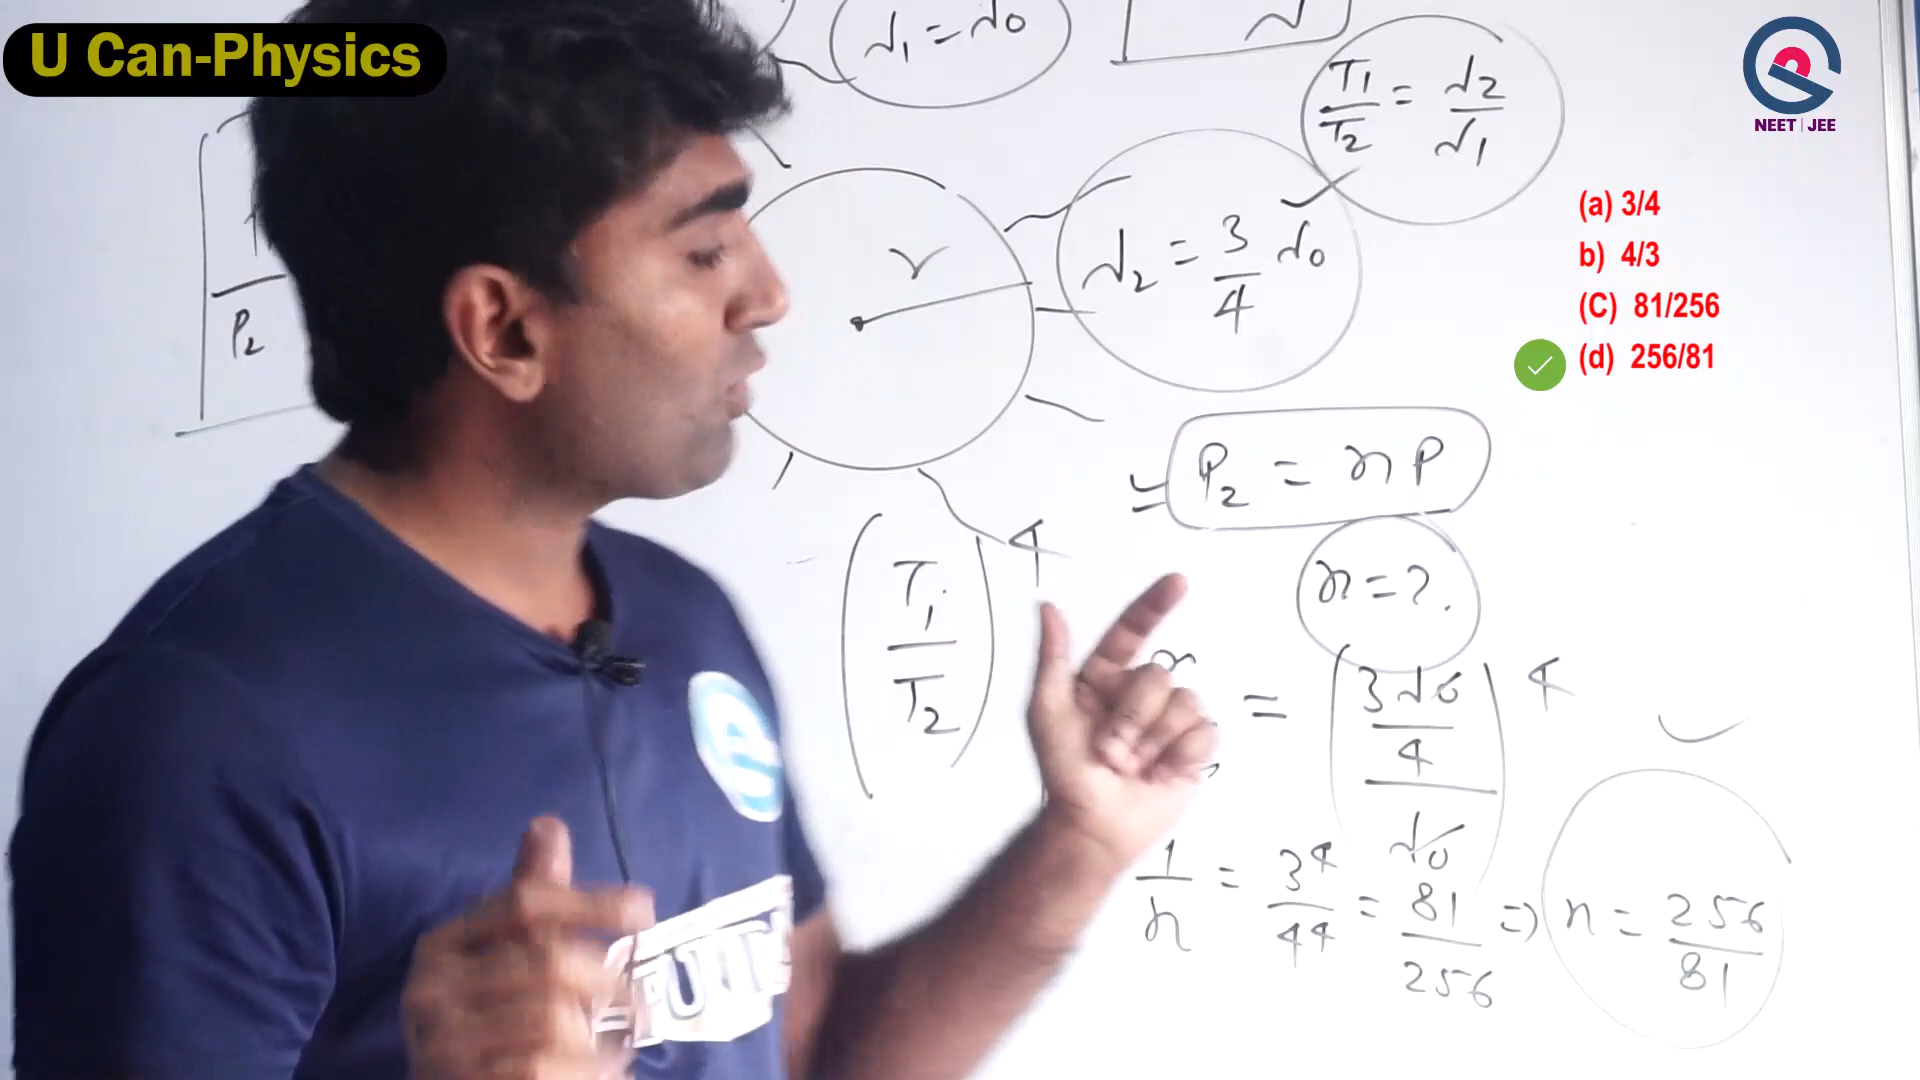 U Can-Physics
NEET | JEE
λ₁ = λ₀
λ
T₁/T₂ = λ₂/λ₁
λ₂ = 3/4 λ₀
r
P₂
(a) 3/4
b) 4/3
(C) 81/256
(d) 256/81
P₂ = nP
n = ?
(T₁/T₂)⁴
= (3λ₀/4 / λ₀)⁴
1/n = 3⁴/4⁴ = 81/256 ⇒ n = 256/81